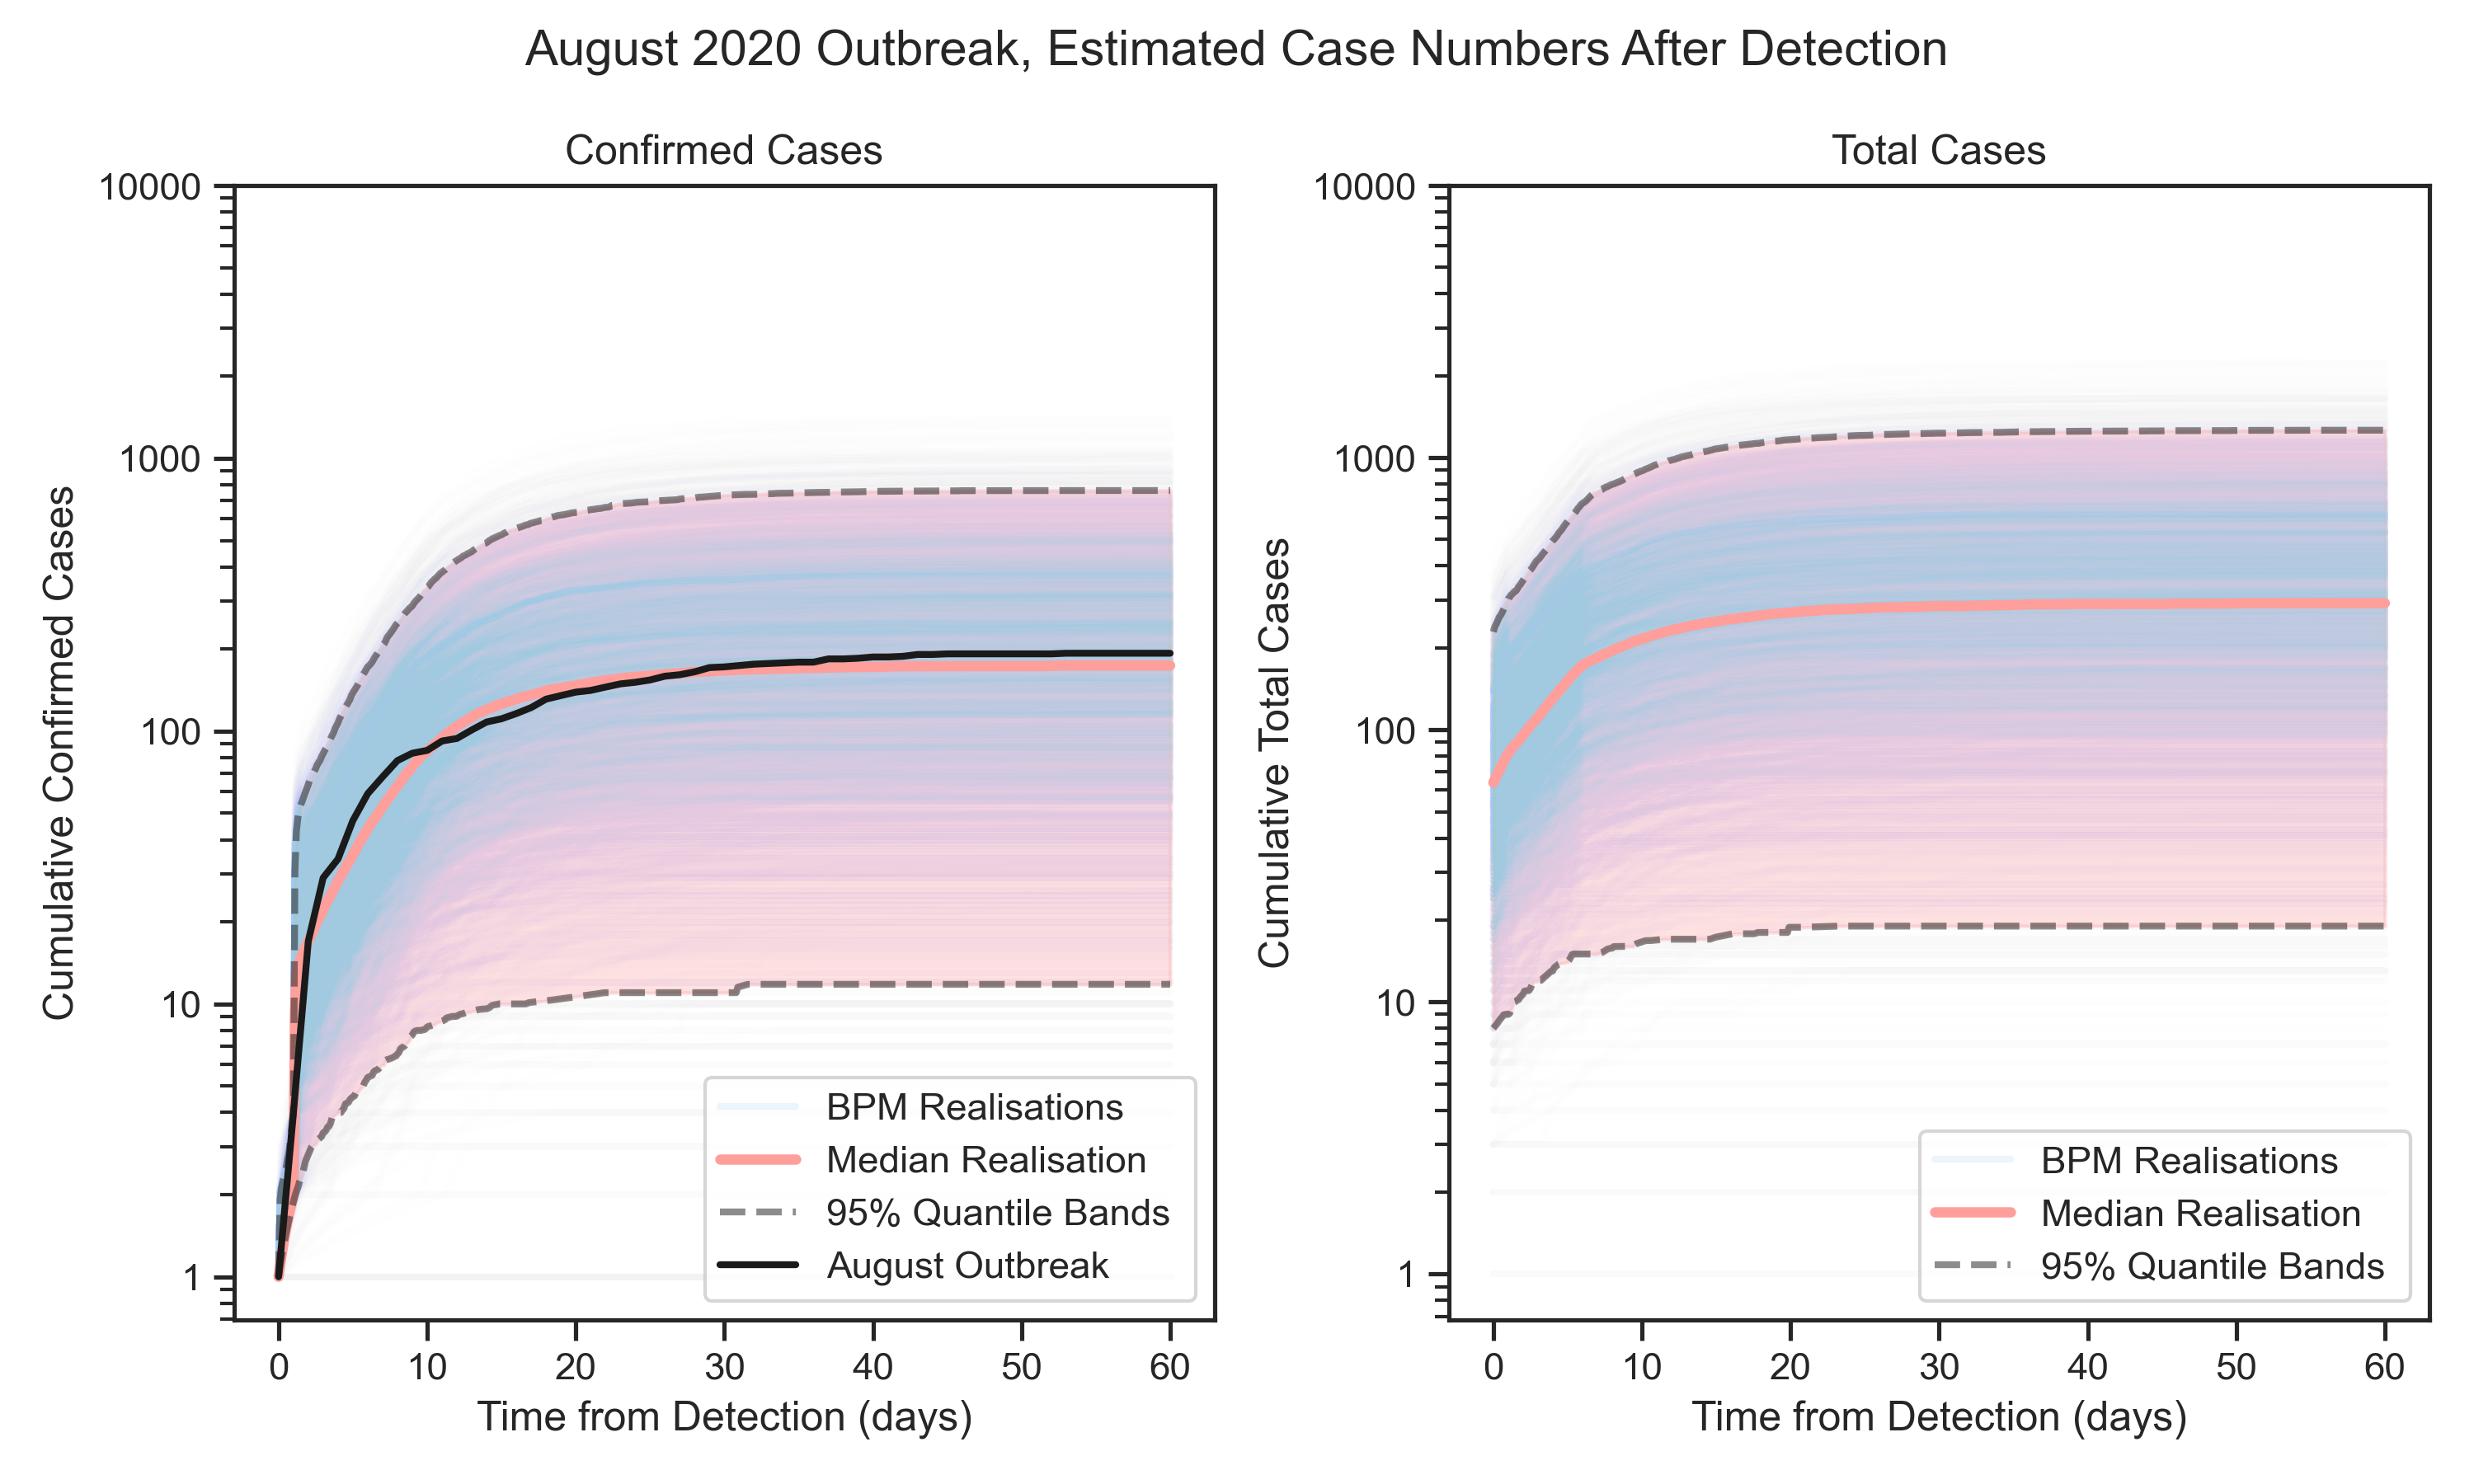 August 2020 Outbreak, Estimated Case Numbers After Detection
Confirmed Cases
10000
1000
100
10
1
Cumulative Confirmed Cases
0 10 20 30 40 50 60
Time from Detection (days)
BPM Realisations
Median Realisation
95% Quantile Bands
August Outbreak
Total Cases
10000
1000
100
10
1
Cumulative Total Cases
0 10 20 30 40 50 60
Time from Detection (days)
BPM Realisations
Median Realisation
95% Quantile Bands